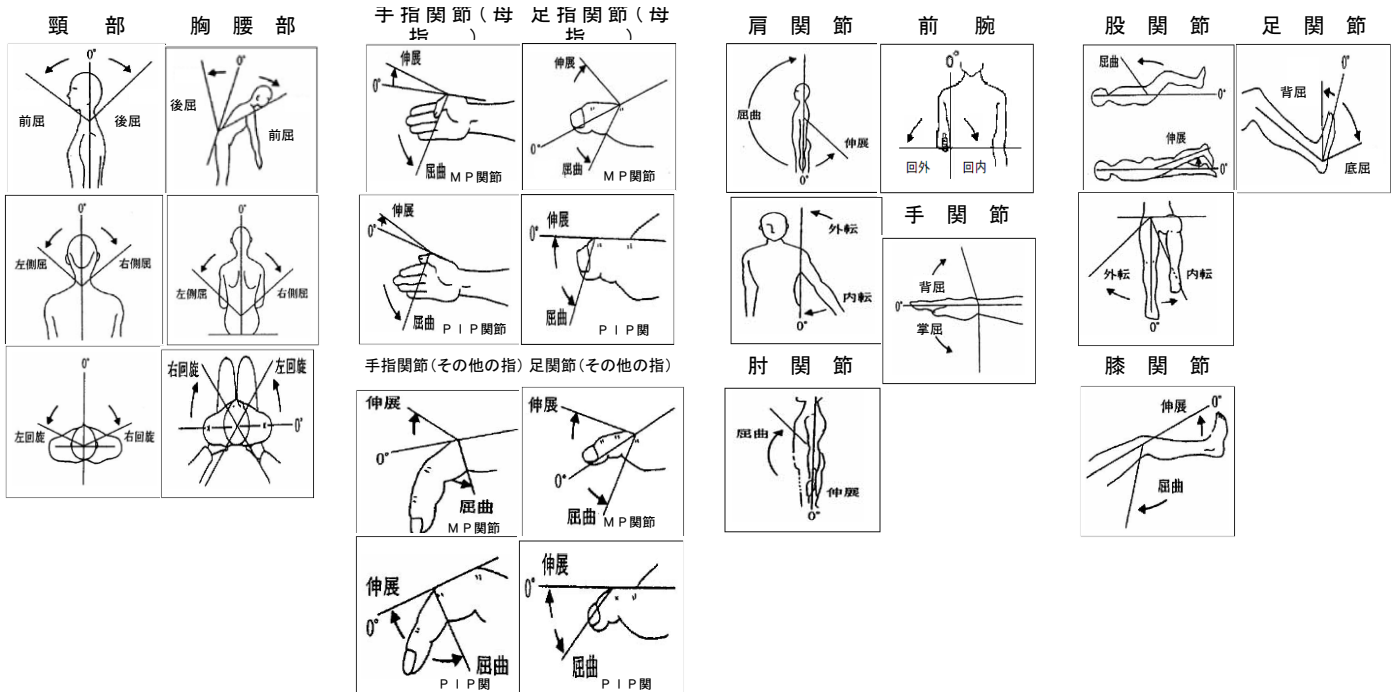 頸部
0°
前屈
後屈
0°
左側屈
右側屈
0°
左回旋
右回旋
胸腰部
0°
後屈
前屈
0°
左側屈
右側屈
右回旋
左回旋
0°
手指関節(母
指 )
伸展
0°
屈曲
MP関節
伸展
0°
屈曲
PIP関節
手指関節(その他の指)
伸展
0°
屈曲
MP関節
伸展
0°
屈曲
PIP関
足指関節(母
指 )
伸展
0°
屈曲
MP関節
伸展
0°
屈曲
PIP関
足関節(その他の指)
伸展
0°
屈曲
MP関節
伸展
0°
屈曲
PIP関
肩関節
屈曲
伸展
0°
外転
内転
0°
肘関節
屈曲
伸展
0°
前腕
0°
回外
回内
手関節
背屈
0°
掌屈
股関節
屈曲
0°
伸展
0°
外転
内転
0°
膝関節
伸展
0°
屈曲
足関節
0°
背屈
底屈